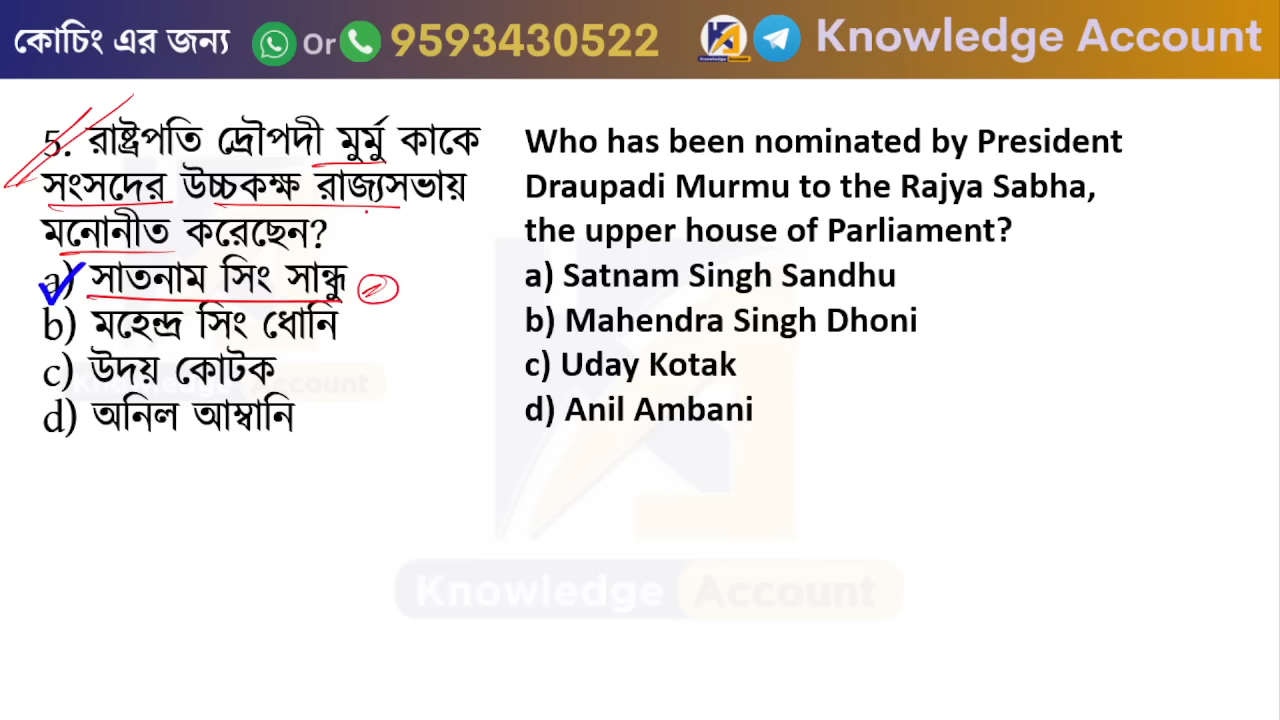 কোচিং এর জন্য Or 9593430522 Knowledge Account
5. রাষ্ট্রপতি দ্রৌপদী মুর্মু কাকে
সংসদের উচ্চকক্ষ রাজ্যসভায়
মনোনীত করেছেন?
a) সাতনাম সিং সান্ধু
b) মহেন্দ্র সিং ধোনি
c) উদয় কোটক
d) অনিল আম্বানি
Who has been nominated by President
Draupadi Murmu to the Rajya Sabha,
the upper house of Parliament?
a) Satnam Singh Sandhu
b) Mahendra Singh Dhoni
c) Uday Kotak
d) Anil Ambani
Knowledge Account
Knowledge Account